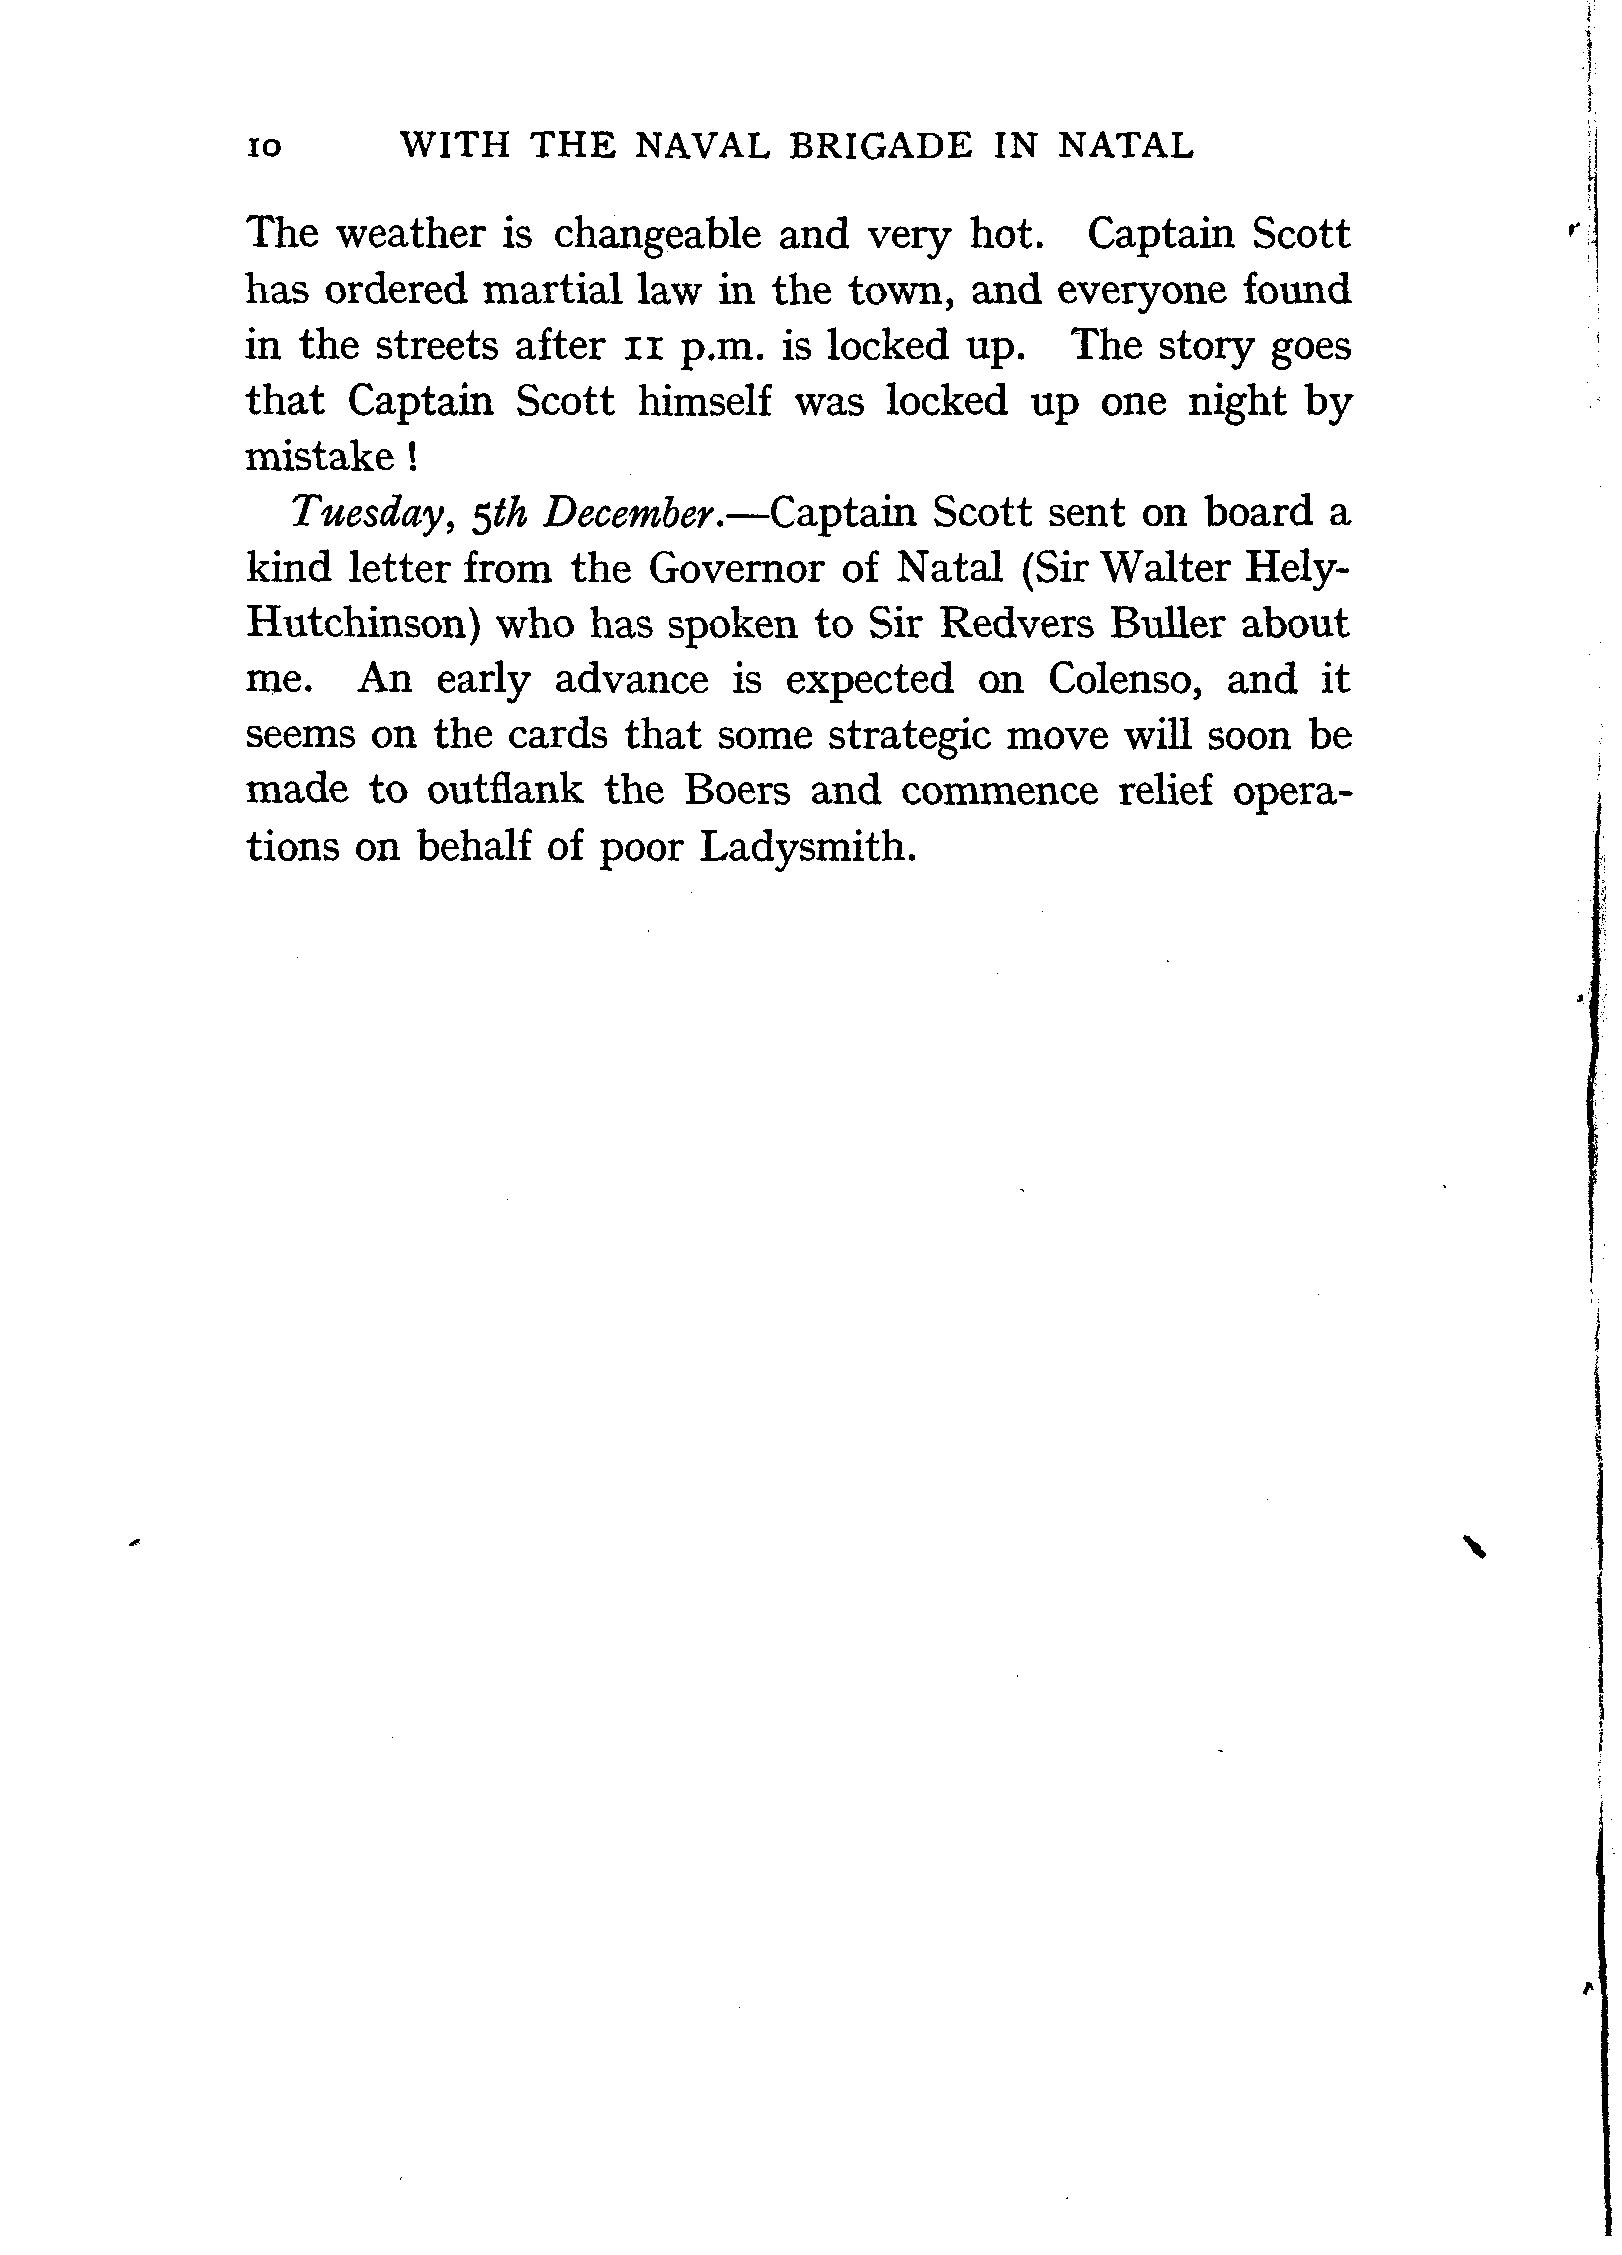 10 WITH THE NAVAL BRIGADE IN NATAL
The weather is changeable and very hot. Captain Scott
has ordered martial law in the town, and everyone found
in the streets after 11 p.m. is locked up. The story goes
that Captain Scott himself was locked up one night by
mistake !
Tuesday, 5th December.—Captain Scott sent on board a
kind letter from the Governor of Natal (Sir Walter Hely-
Hutchinson) who has spoken to Sir Redvers Buller about
me. An early advance is expected on Colenso, and it
seems on the cards that some strategic move will soon be
made to outflank the Boers and commence relief opera-
tions on behalf of poor Ladysmith.